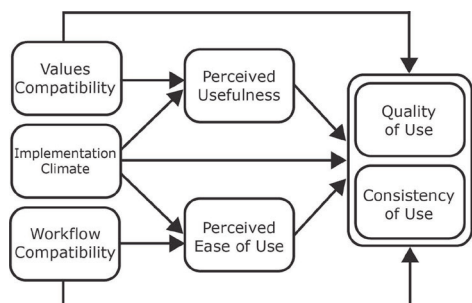 Values
Compatibility
Perceived
Usefulness
Quality
of Use
Implementation
Climate
Consistency
of Use
Workflow
Compatibility
Perceived
Ease of Use